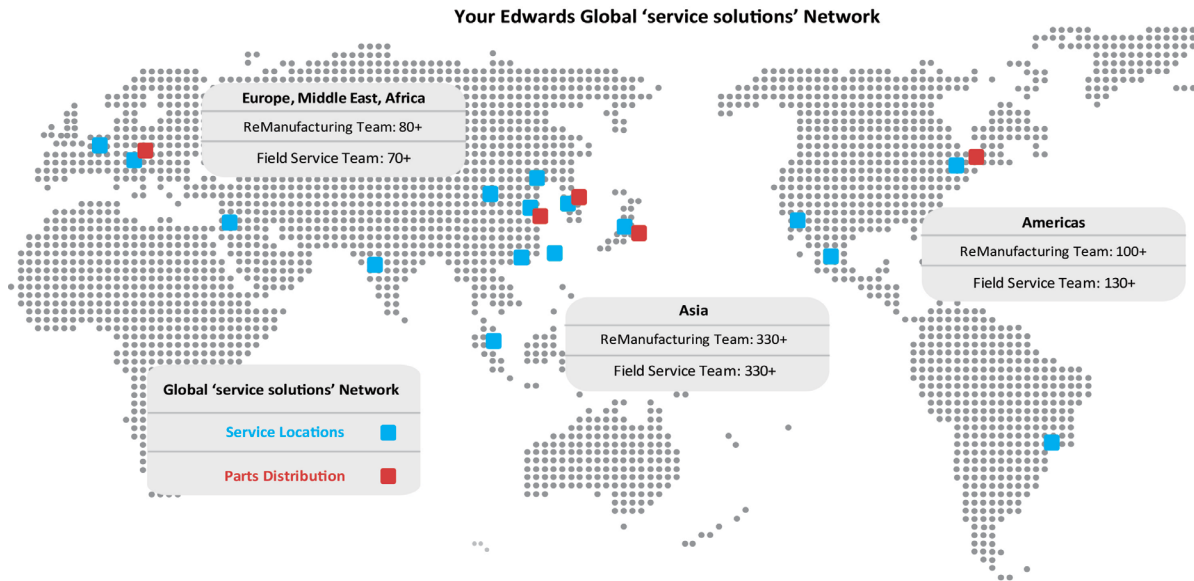 Your Edwards Global ‘service solutions’ Network
Europe, Middle East, Africa
ReManufacturing Team: 80+
Field Service Team: 70+
Americas
ReManufacturing Team: 100+
Field Service Team: 130+
Asia
ReManufacturing Team: 330+
Field Service Team: 330+
Global ‘service solutions’ Network
Service Locations
Parts Distribution